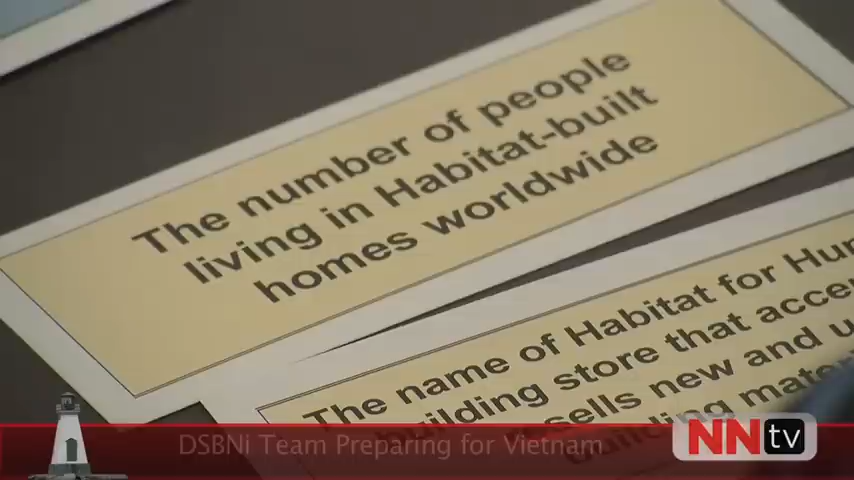 The number of people
living in Habitat-built
homes worldwide
The name of Habitat for
building store that
sells new and
building
DSBNi Team Preparing for Vietnam
NNtv